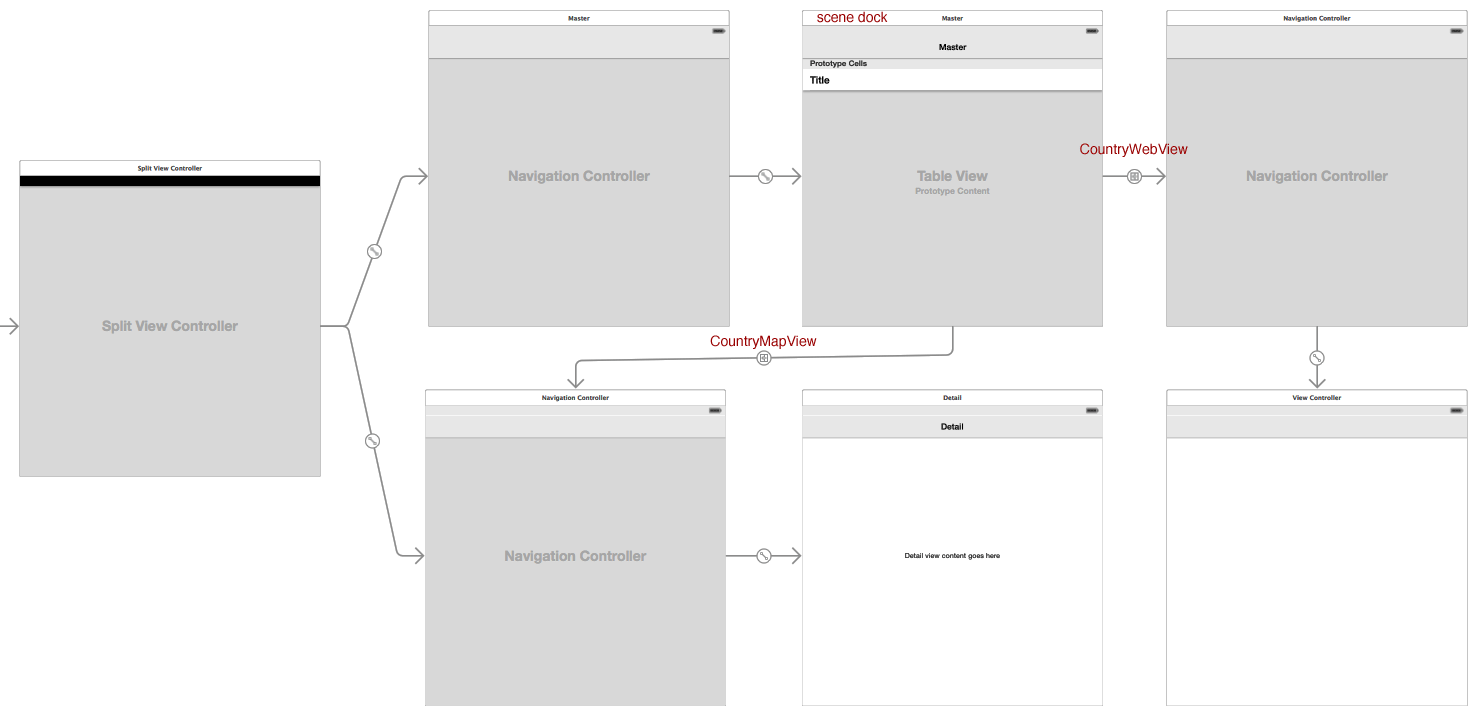 Master
scene dock
Master
Navigation Controller
Master
Prototype Cells
Title
CountryWebView
Split View Controller
Navigation Controller
Table View
Prototype Content
Navigation Controller
Split View Controller
CountryMapView
Navigation Controller
Detail
View Controller
Detail
Navigation Controller
Detail view content goes here